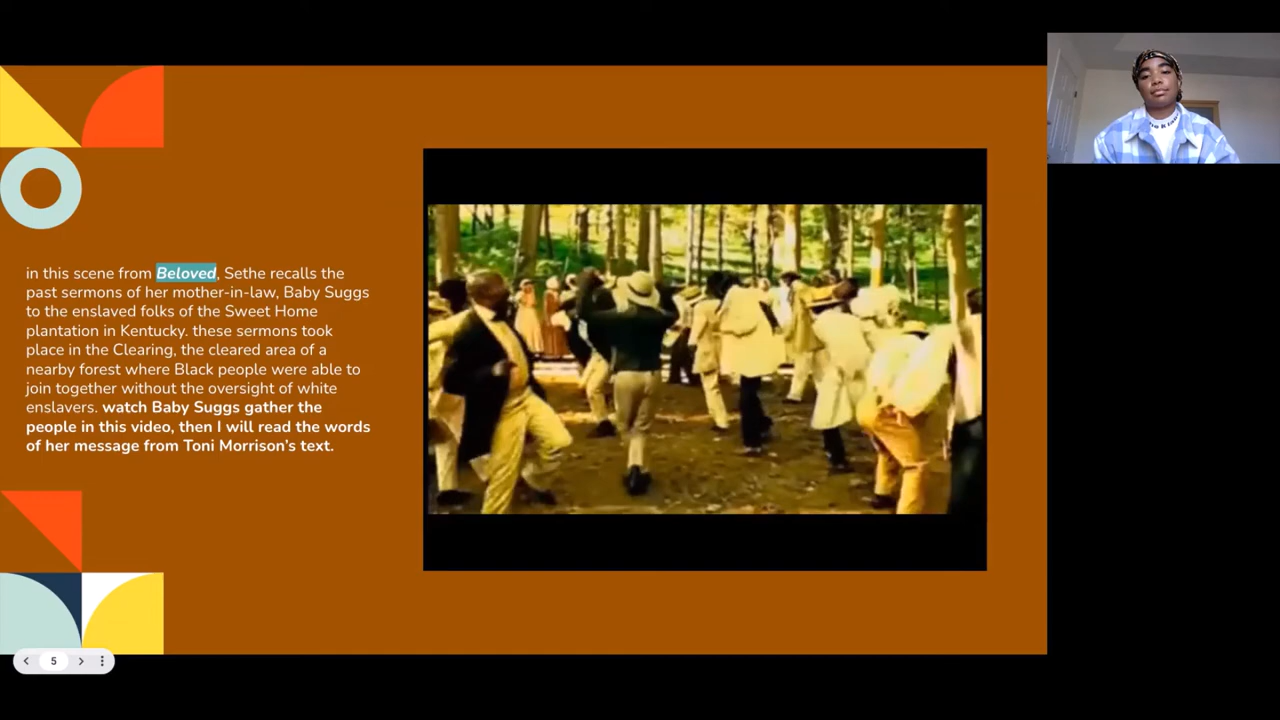 in this scene from Beloved, Sethe recalls the
past sermons of her mother-in-law, Baby Suggs
to the enslaved folks of the Sweet Home
plantation in Kentucky. these sermons took
place in the Clearing, the cleared area of a
nearby forest where Black people were able to
join together without the oversight of white
enslavers. watch Baby Suggs gather the
people in this video, then I will read the words
of her message from Toni Morrison's text.
5